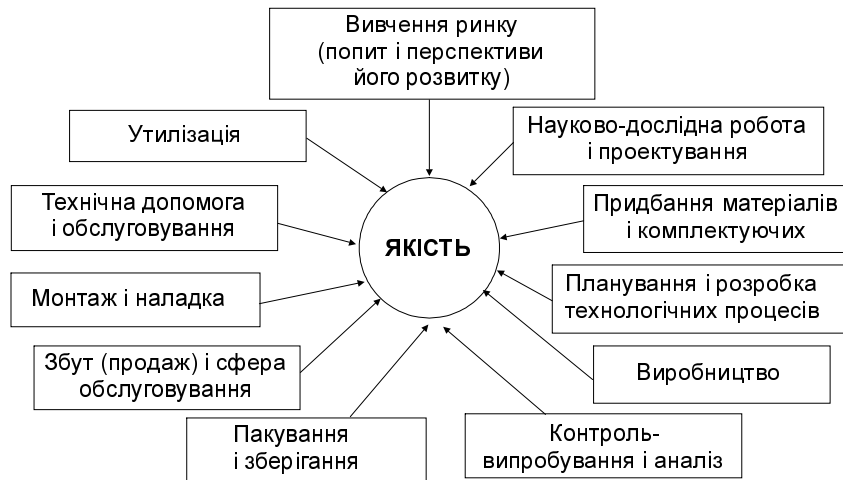 Вивчення ринку
(попит і перспективи
його розвитку)
Науково-дослідна робота
і проектування
Придбання матеріалів
і комплектуючих
Планування і розробка
технологічних процесів
Виробництво
Контроль-
випробування і аналіз
Пакування
і зберігання
Збут (продаж) і сфера
обслуговування
Монтаж і наладка
Технічна допомога
і обслуговування
Утилізація
ЯКІСТЬ